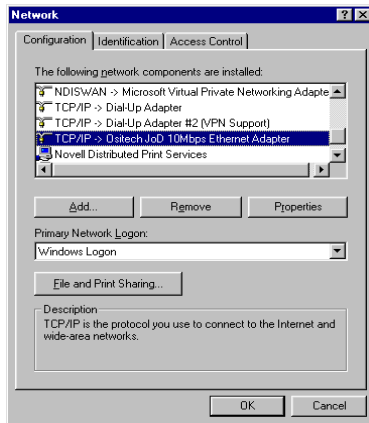 Network
Configuration Identification Access Control
The following network components are installed:
NDISWAN -> Microsoft Virtual Private Networking Adapte
TCP/IP -> Dial-Up Adapter
TCP/IP -> Dial-Up Adapter #2 (VPN Support)
TCP/IP -> Ositech JoD 10Mbps Ethernet Adapter
Novell Distributed Print Services
Add... Remove Properties
Primary Network Logon:
Windows Logon
File and Print Sharing...
Description
TCP/IP is the protocol you use to connect to the Internet and
wide-area networks.
OK Cancel